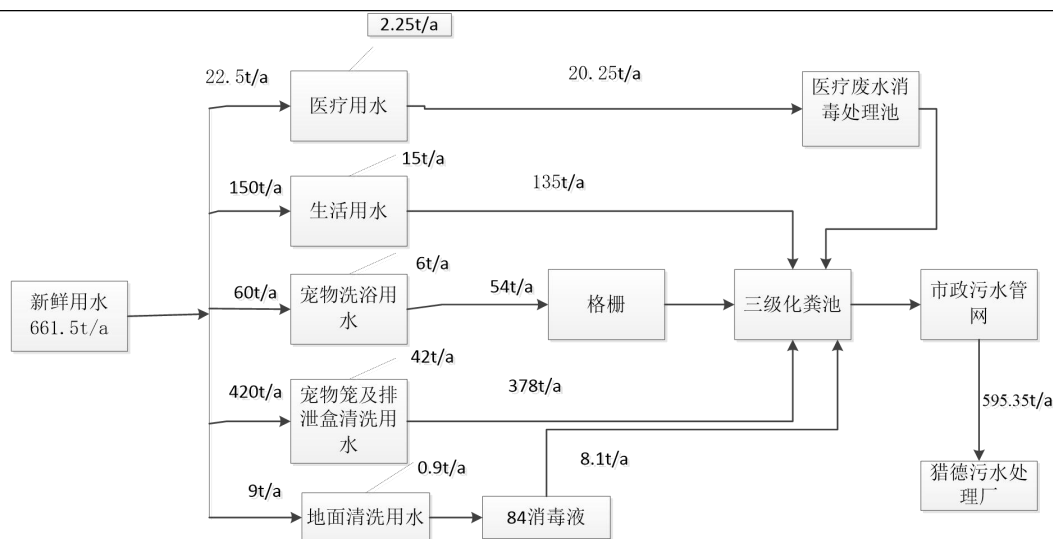 2.25t/a
22.5t/a
20.25t/a
医疗用水
医疗废水消
毒处理池
15t/a
150t/a
135t/a
生活用水
6t/a
60t/a
宠物洗浴用
水
54t/a
格栅
三级化粪池
市政污水管
网
新鲜用水
661.5t/a
42t/a
420t/a
宠物笼及排
泄盒清洗用
水
378t/a
595.35t/a
0.9t/a
8.1t/a
9t/a
地面清洗用水
84消毒液
猎德污水处
理厂